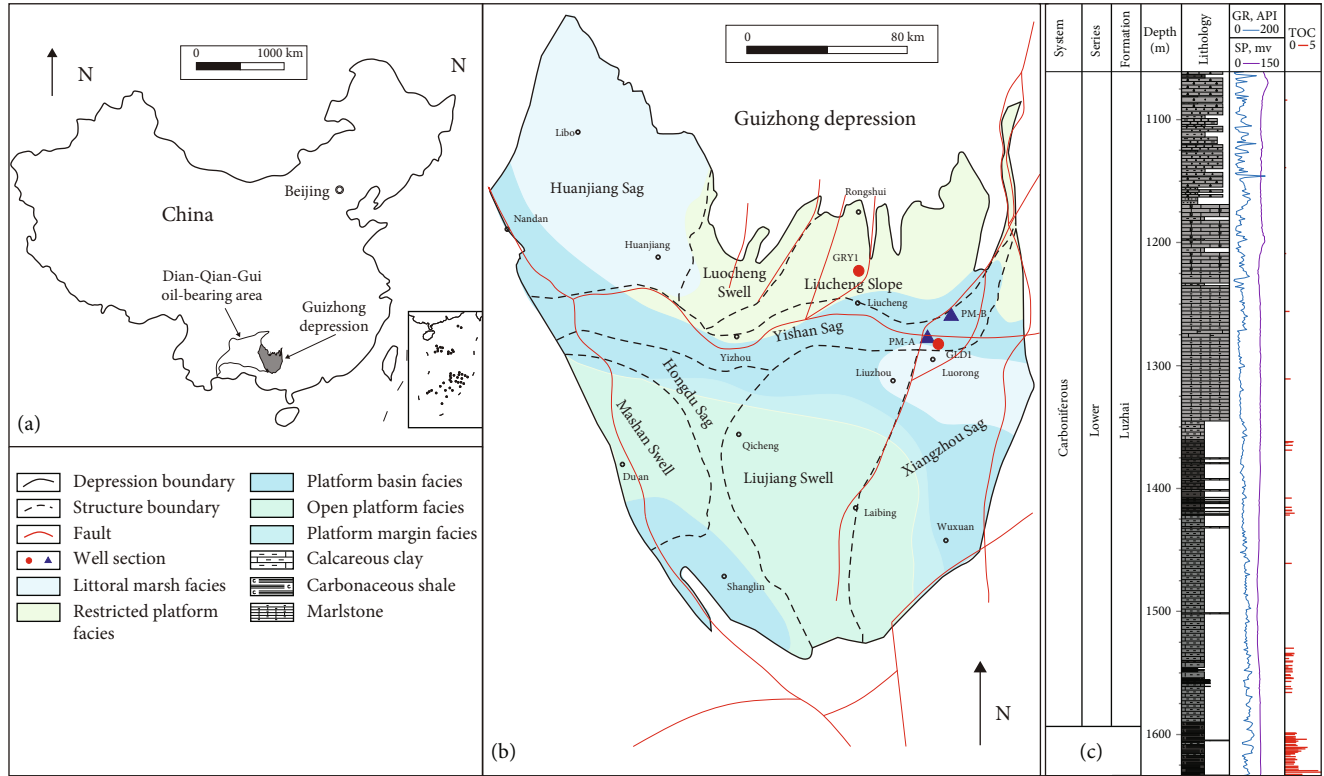 0
1000 km
N
N
Beijing
China
Dian-Qian-Gui
oil-bearing area
Guizhong
depression
(a)
Depression boundary
Structure boundary
Fault
Well section
Littoral marsh facies
Restricted platform
facies
Platform basin facies
Open platform facies
Platform margin facies
Calcareous clay
Carbonaceous shale
Marlstone
0
80 km
Guizhong depression
Libo
Huanjiang Sag
Rongshui
Nandan
Huanjiang
GRY1
Luocheng
Swell
Liucheng Slope
Liucheng
PM-B
Yishan Sag
PM-A
Yizhou
GLD1
Luorong
Liuzhou
Hongdu Sag
Mashan Swell
Xiangzhou Sag
Qicheng
Du an
Liujiang Swell
Laibing
Wuxuan
Shanglin
N
(b)
System
Series
Formation
Depth
(m)
Lithology
GR, API
0 200
SP, mv
0 150
TOC
0 5
1100
1200
1300
Carboniferous
Lower
Luzhai
1400
1500
1600
(c)